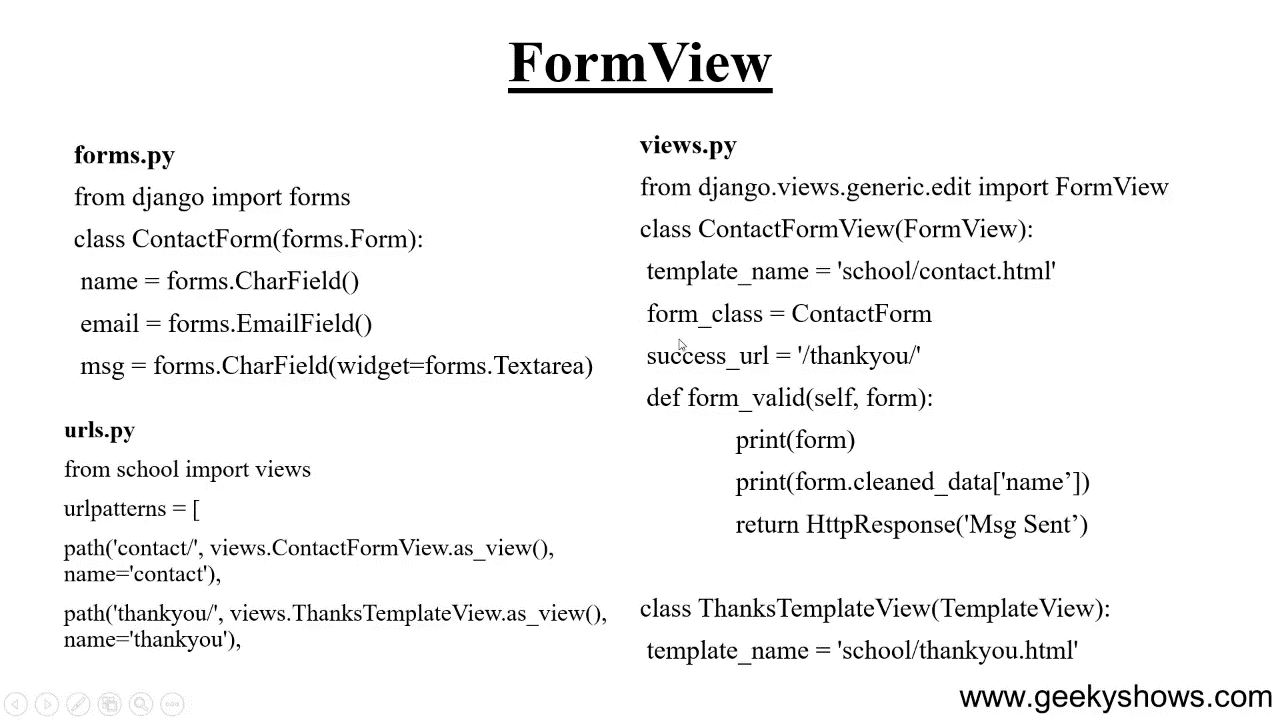 FormView
forms.py
from django import forms
class ContactForm(forms.Form):
name = forms.CharField()
email = forms.EmailField()
msg = forms.CharField(widget=forms.Textarea)
urls.py
from school import views
urlpatterns = [
path('contact/', views.ContactFormView.as_view(),
name='contact'),
path('thankyou/', views.ThanksTemplateView.as_view(),
name='thankyou'),
views.py
from django.views.generic.edit import FormView
class ContactFormView(FormView):
template_name = 'school/contact.html'
form_class = ContactForm
success_url = '/thankyou/'
def form_valid(self, form):
print(form)
print(form.cleaned_data['name’])
return HttpResponse('Msg Sent’)
class ThanksTemplateView(TemplateView):
template_name = 'school/thankyou.html'
www.geekyshows.com